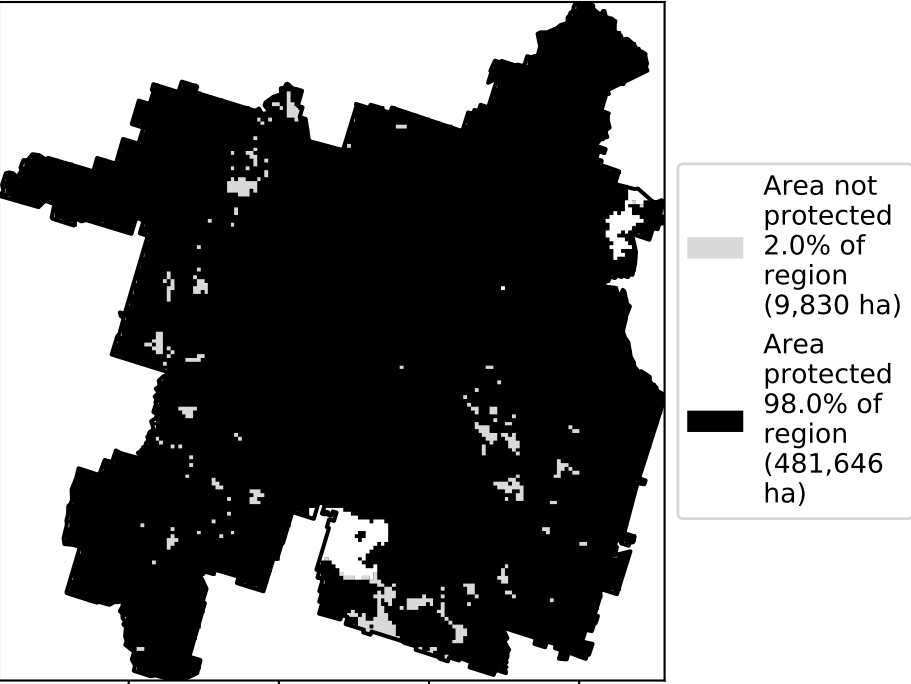 Area not
protected
2.0% of
region
(9,830 ha)
Area
protected
98.0% of
region
(481,646
ha)